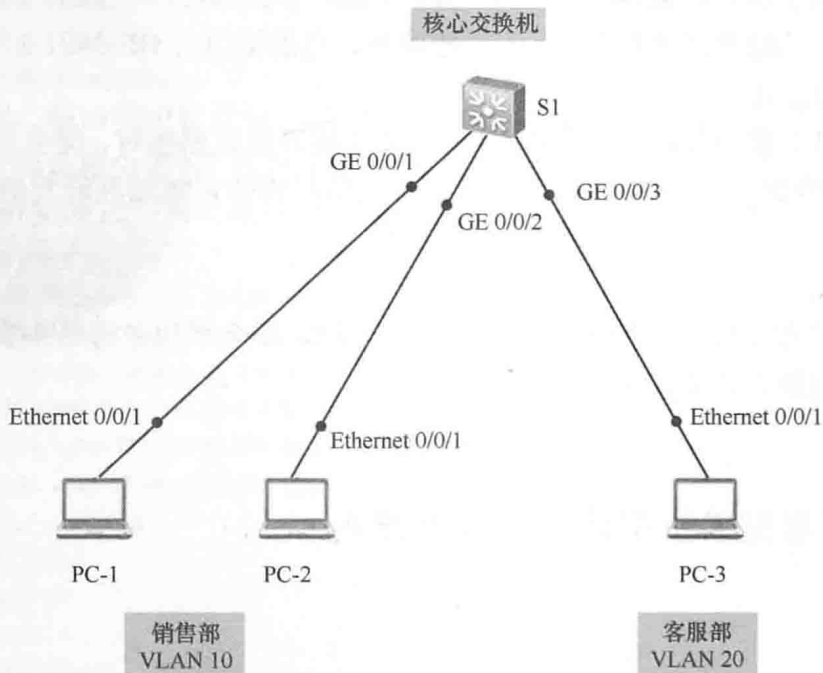 核心交换机
S1
GE 0/0/1
GE 0/0/2
GE 0/0/3
Ethernet 0/0/1
Ethernet 0/0/1
Ethernet 0/0/1
PC-1
PC-2
PC-3
销售部
VLAN 10
客服部
VLAN 20